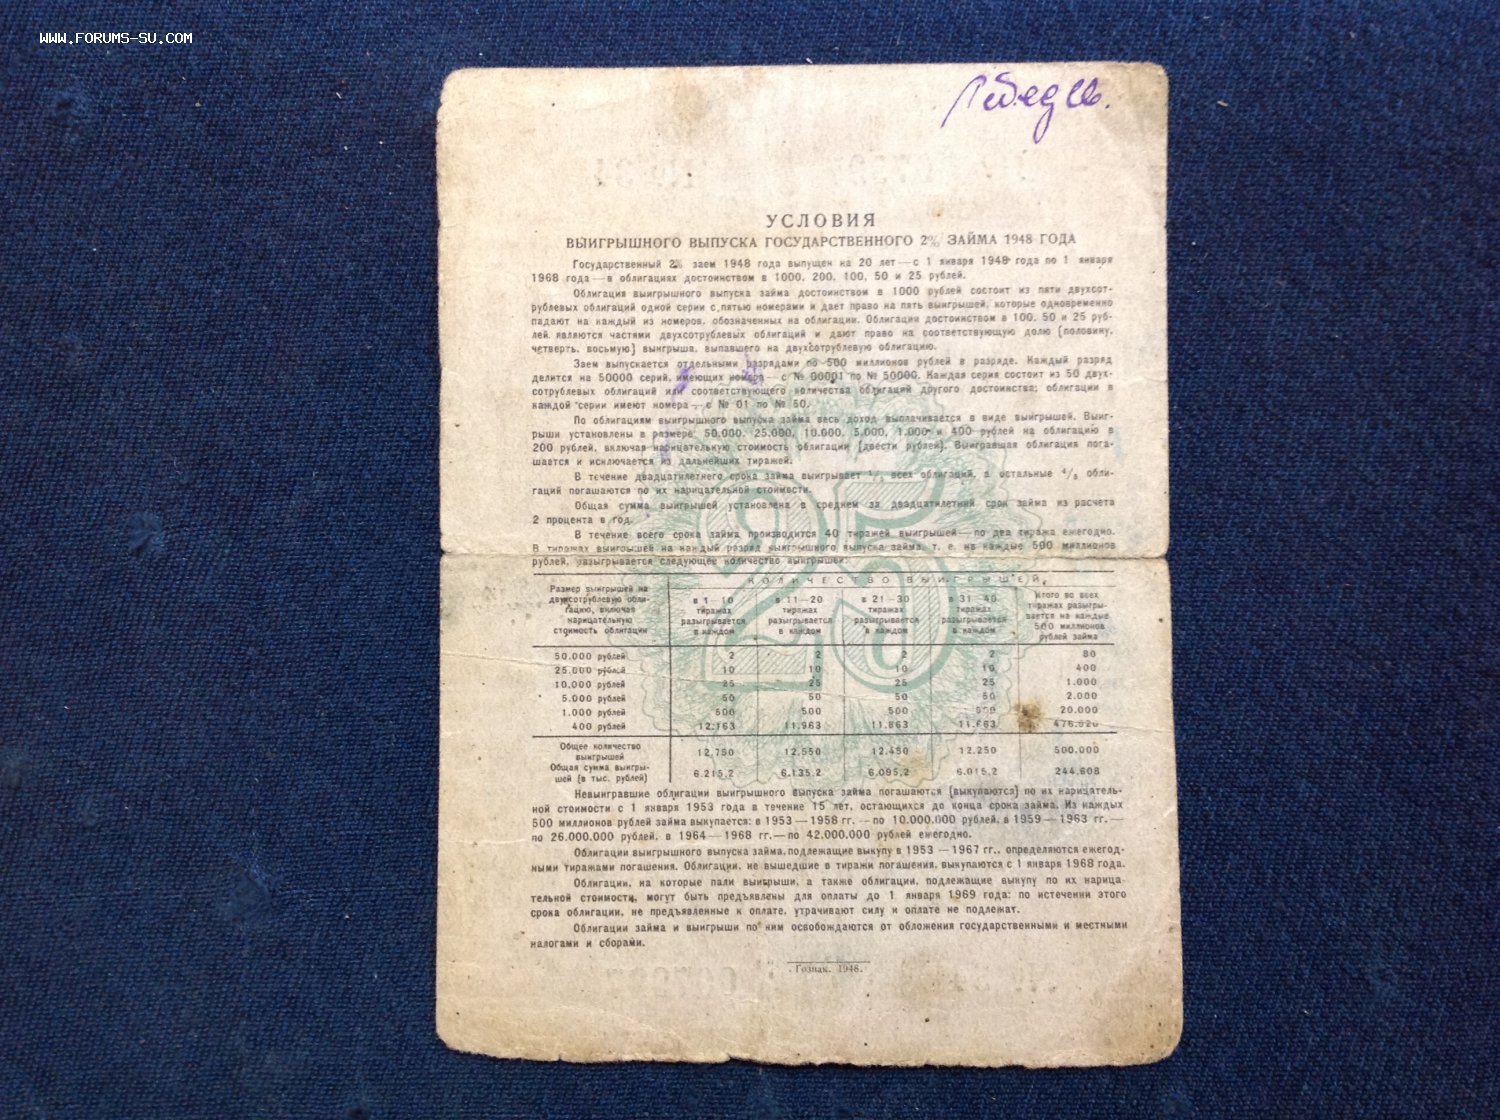 WWW.FORUMS-SU.COM
Лебедев.
УСЛОВИЯ
ВЫИГРЫШНОГО ВЫПУСКА ГОСУДАРСТВЕННОГО 2% ЗАЙМА 1948 ГОДА
Государственный 2% заем 1948 года выпущен на 20 лет — с 1 января 1948 года по 1 января
1968 года — в облигациях достоинством в 1000, 200, 100, 50 и 25 рублей.
Облигация выигрышного выпуска займа достоинством в 1000 рублей состоит из пяти двухсот-
рублевых облигаций одной серии с пятью номерами и дает право на пять выигрышей, которые одновременно
падают на каждый из номеров, обозначенных на облигации. Облигации достоинством в 100, 50 и 25 руб-
лей являются частями двухсотрублевых облигаций и дают право на соответствующую долю (половину,
четверть, восьмую) выигрыша, выпавшего на двухсотрублевую облигацию.
Заем выпускается отдельными разрядами по 500 миллионов рублей в разряде. Каждый разряд
делится на 50000 серий, имеющих номера — с № 00001 по № 50000. Каждая серия состоит из 50 двух-
сотрублевых облигаций или соответствующего количества облигаций другого достоинства; облигации в
каждой серии имеют номера — с № 01 по № 50.
По облигациям выигрышного выпуска займа весь доход выплачивается в виде выигрышей. Выиг-
рыши установлены в размере: 50.000, 25.000, 10.000, 5.000, 1.000 и 400 рублей на облигацию в
200 рублей, включая нарицательную стоимость облигации (двести рублей). Выигравшая облигация пога-
шается и исключается из дальнейших тиражей.
В течение двадцатилетнего срока займа выигрывает 1/5 всех облигаций, а остальные 4/5 обли-
гаций погашаются по их нарицательной стоимости.
Общая сумма выигрышей установлена в среднем за двадцатилетний срок займа из расчета
2 процента в год.
В течение всего срока займа производится 40 тиражей выигрышей — по два тиража ежегодно.
В тиражах выигрышей на каждый разряд выигрышного выпуска займа, т. е. на каждые 500 миллионов
рублей, разыгрывается следующее количество выигрышей:
Размер выигрышей на двухсотрублевую обли-гацию, включая нарицательную стоимость облигации
КОЛИЧЕСТВО ВЫИГРЫШЕЙ
в 1—10 тиражах разыгрывается в каждом
в 11—20 тиражах разыгрывается в каждом
в 21—30 тиражах разыгрывается в каждом
в 31—40 тиражах разыгрывается в каждом
Итого во всех тиражах разыгры-вается на каждые 500 миллионов рублей займа
50.000 рублей 2 2 2 2 80
25.000 рублей 10 10 10 10 400
10.000 рублей 25 25 25 25 1.000
5.000 рублей 50 50 50 50 2.000
1.000 рублей 500 500 500 500 20.000
400 рублей 12.163 11.963 11.863 11.663 476.520
Общее количество выигрышей 12.750 12.550 12.450 12.250 500.000
Общая сумма выигры-шей (в тыс. рублей) 6.215,2 6.135,2 6.095,2 6.015,2 244.608
25
Невыигравшие облигации выигрышного выпуска займа погашаются (выкупаются) по их нарицатель-
ной стоимости с 1 января 1953 года в течение 15 лет, остающихся до конца срока займа. Из каждых
500 миллионов рублей займа выкупается: в 1953—1958 гг. — по 10.000.000 рублей, в 1959—1963 гг. —
по 26.000.000 рублей, в 1964—1968 гг.—по 42.000.000 рублей ежегодно.
Облигации выигрышного выпуска займа, подлежащие выкупу в 1953—1967 гг., определяются ежегод-
ными тиражами погашения. Облигации, не вышедшие в тиражи погашения, выкупаются с 1 января 1968 года.
Облигации, на которые пали выигрыши, а также облигации, подлежащие выкупу по их нарица-
тельной стоимости, могут быть предъявлены для оплаты до 1 января 1969 года; по истечении этого
срока облигации, не предъявленные к оплате, утрачивают силу и оплате не подлежат.
Облигации займа и выигрыши по ним освобождаются от обложения государственными и местными
налогами и сборами.
Гознак. 1948.